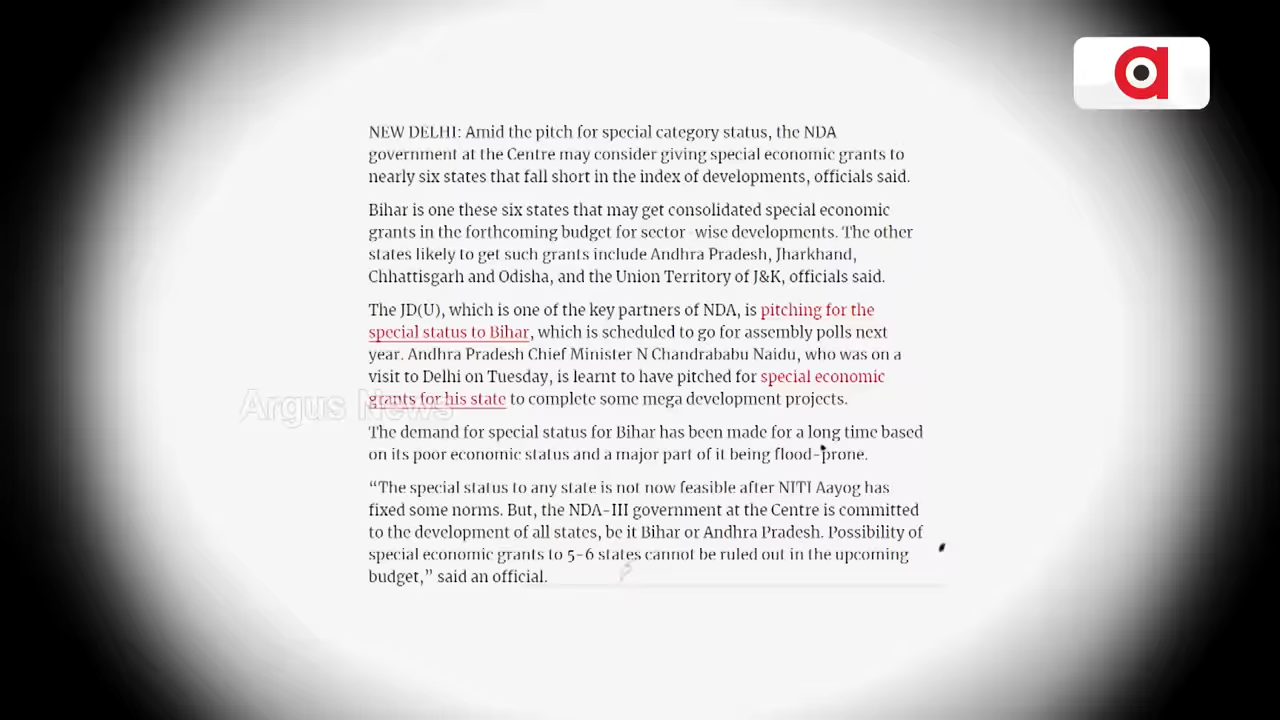 NEW DELHI: Amid the pitch for special category status, the NDA
government at the Centre may consider giving special economic grants to
nearly six states that fall short in the index of developments, officials said.
Bihar is one these six states that may get consolidated special economic
grants in the forthcoming budget for sector-wise developments. The other
states likely to get such grants include Andhra Pradesh, Jharkhand,
Chhattisgarh and Odisha, and the Union Territory of J&K, officials said.
The JD(U), which is one of the key partners of NDA, is pitching for the
special status to Bihar, which is scheduled to go for assembly polls next
year. Andhra Pradesh Chief Minister N Chandrababu Naidu, who was on a
visit to Delhi on Tuesday, is learnt to have pitched for special economic
grants for his state to complete some mega development projects.
Argus News
The demand for special status for Bihar has been made for a long time based
on its poor economic status and a major part of it being flood-prone.
“The special status to any state is not now feasible after NITI Aayog has
fixed some norms. But, the NDA-III government at the Centre is committed
to the development of all states, be it Bihar or Andhra Pradesh. Possibility of
special economic grants to 5-6 states cannot be ruled out in the upcoming
budget,” said an official.